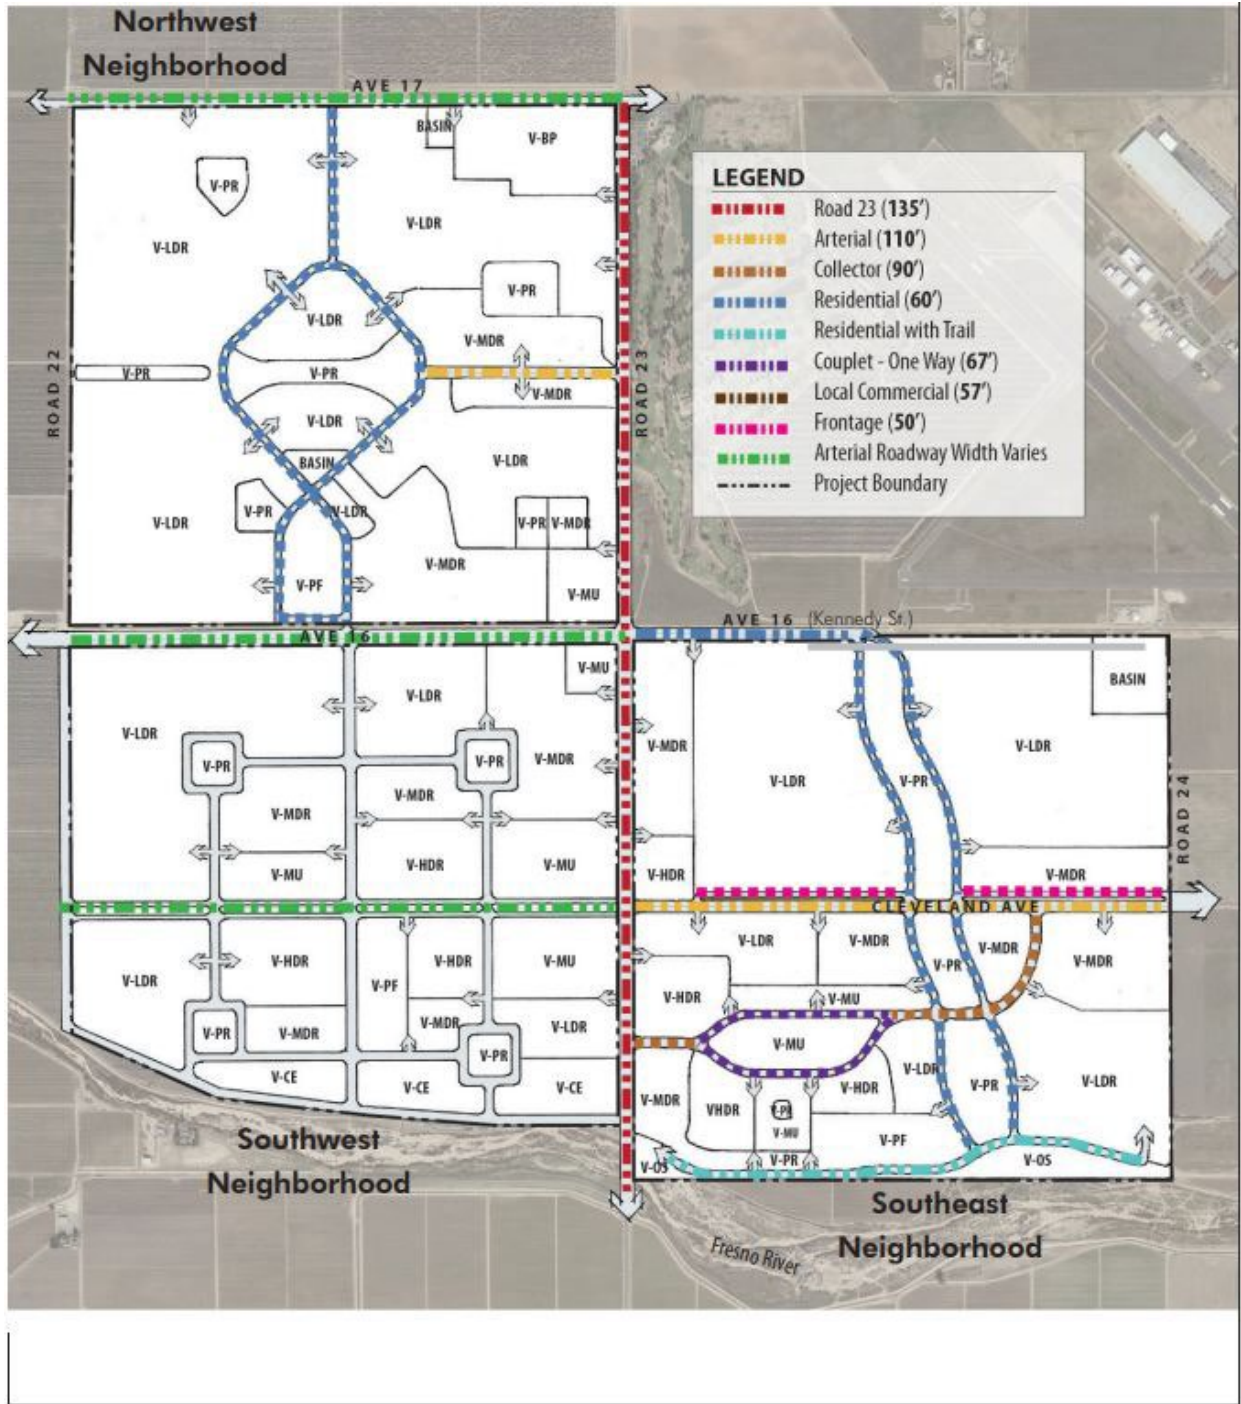 Northwest
Neighborhood
AVE 17
BASIN
V-BP
V-PR
V-LDR
V-LDR
LEGEND
Road 23 (135')
Arterial (110')
Collector (90')
Residential (60')
Residential with Trail
Couplet - One Way (67')
Local Commercial (57')
Frontage (50')
Arterial Roadway Width Varies
Project Boundary
V-PR
V-LDR
V-MDR
ROAD 22
ROAD 23
V-PR
V-PR
V-MDR
V-LDR
BASIN
V-LDR
V-LDR
V-PR
V-LDR
V-PR
V-MDR
V-MDR
V-PF
V-MU
AVE 16
AVE 16 (Kennedy St.)
V-MU
V-LDR
BASIN
V-LDR
V-PR
V-PR
V-MDR
V-MDR
V-LDR
V-PR
V-LDR
ROAD 24
V-MDR
V-MDR
V-MU
V-HDR
V-MU
V-HDR
V-MDR
CLEVELAND AVE
V-LDR
V-MDR
V-MDR
V-LDR
V-HDR
V-PF
V-HDR
V-MU
V-PR
V-MDR
V-HDR
V-MU
V-PR
V-MDR
V-MDR
V-LDR
V-MU
V-PR
V-CE
V-CE
V-CE
V-LDR
V-HDR
V-PR
V-LDR
V-MDR
VHDR
V-PR
V-MU
V-PF
V-PR
V-OS
V-OS
Southwest
Neighborhood
Southeast
Neighborhood
Fresno River